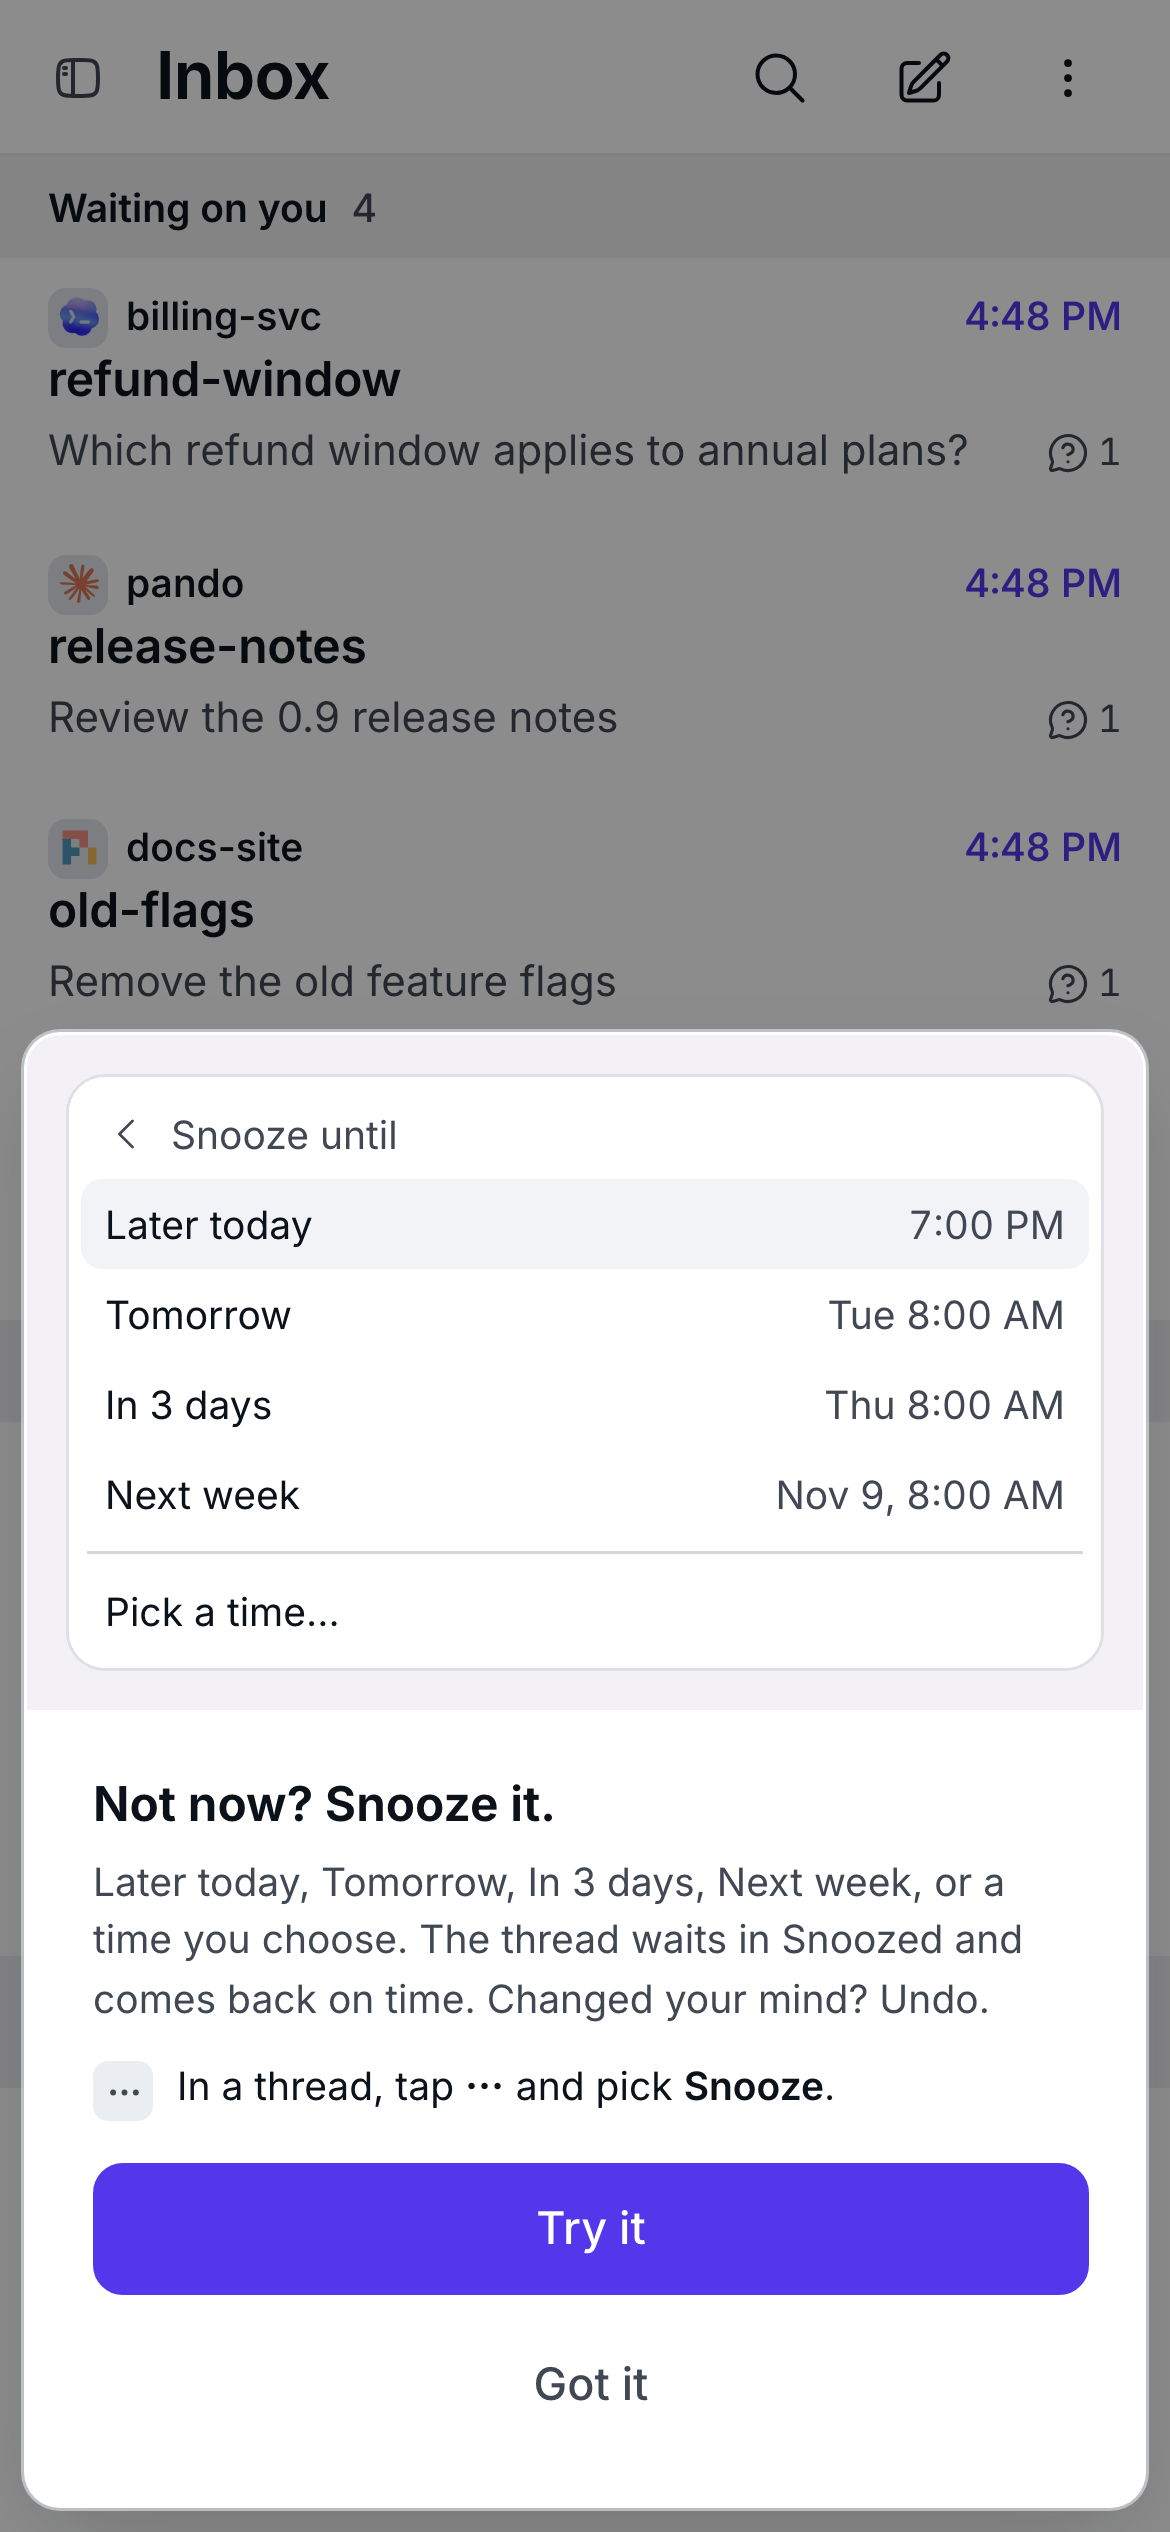 Inbox
Waiting on you 4
billing-svc 4:48 PM
refund-window
Which refund window applies to annual plans? 1
pando 4:48 PM
release-notes
Review the 0.9 release notes 1
docs-site 4:48 PM
old-flags
Remove the old feature flags 1
Snooze until
Later today 7:00 PM
Tomorrow Tue 8:00 AM
In 3 days Thu 8:00 AM
Next week Nov 9, 8:00 AM
Pick a time...
Not now? Snooze it.
Later today, Tomorrow, In 3 days, Next week, or a
time you choose. The thread waits in Snoozed and
comes back on time. Changed your mind? Undo.
In a thread, tap ··· and pick Snooze.
Try it
Got it